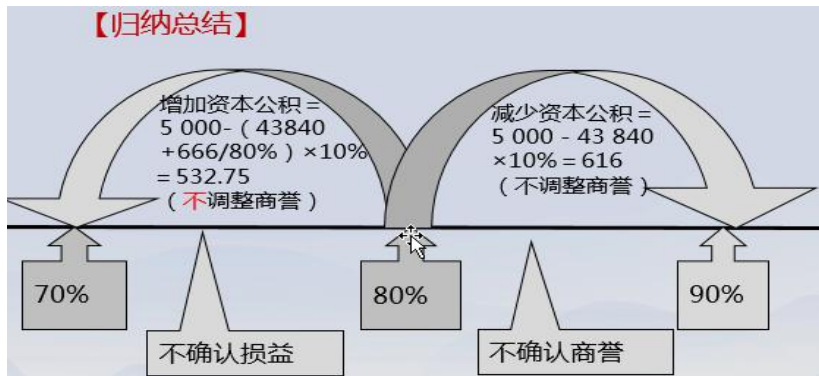 【归纳总结】
增加资本公积＝
5 000-（43840
+666/80%）×10%
＝532.75
（不调整商誉）
减少资本公积＝
5 000－43 840
×10%＝616
（不调整商誉）
70%
80%
90%
不确认损益
不确认商誉